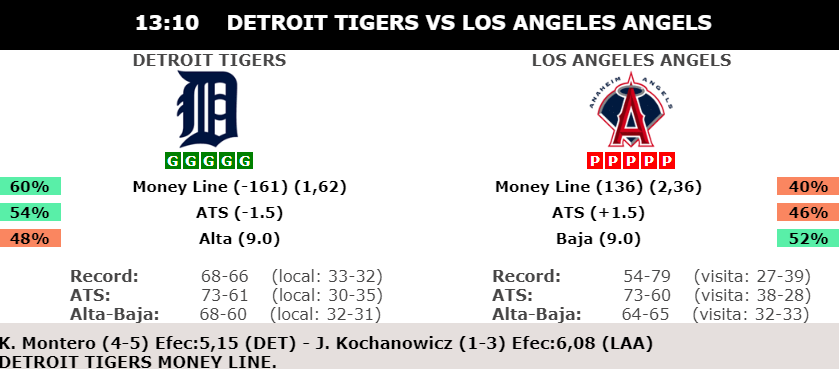 13:10 DETROIT TIGERS VS LOS ANGELES ANGELS
DETROIT TIGERS LOS ANGELES ANGELS
ANAHEIM ANGELS
G G G G G P P P P P
60% Money Line (-161) (1,62) Money Line (136) (2,36) 40%
54% ATS (-1.5) ATS (+1.5) 46%
48% Alta (9.0) Baja (9.0) 52%
Record: 68-66 (local: 33-32) Record: 54-79 (visita: 27-39)
ATS: 73-61 (local: 30-35) ATS: 73-60 (visita: 38-28)
Alta-Baja: 68-60 (local: 32-31) Alta-Baja: 64-65 (visita: 32-33)
K. Montero (4-5) Efec:5,15 (DET) - J. Kochanowicz (1-3) Efec:6,08 (LAA)
DETROIT TIGERS MONEY LINE.